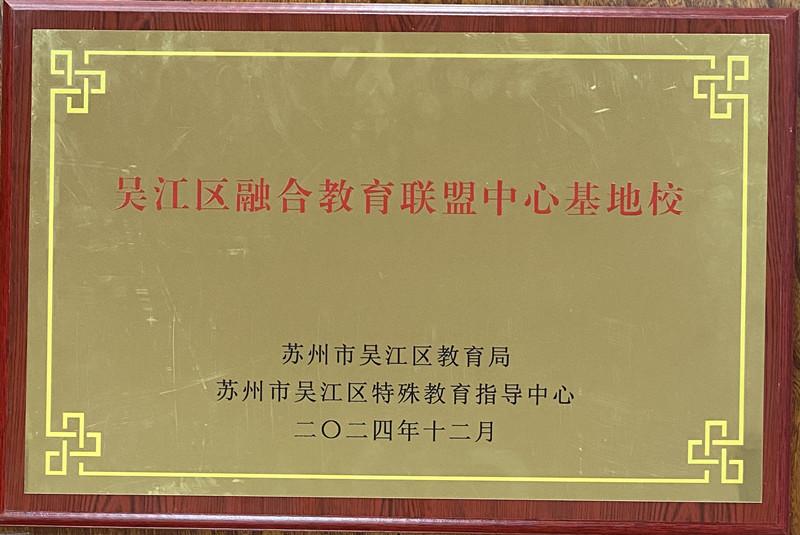 吴江区融合教育联盟中心基地校
苏州市吴江区教育局
苏州市吴江区特殊教育指导中心
二〇二四年十二月